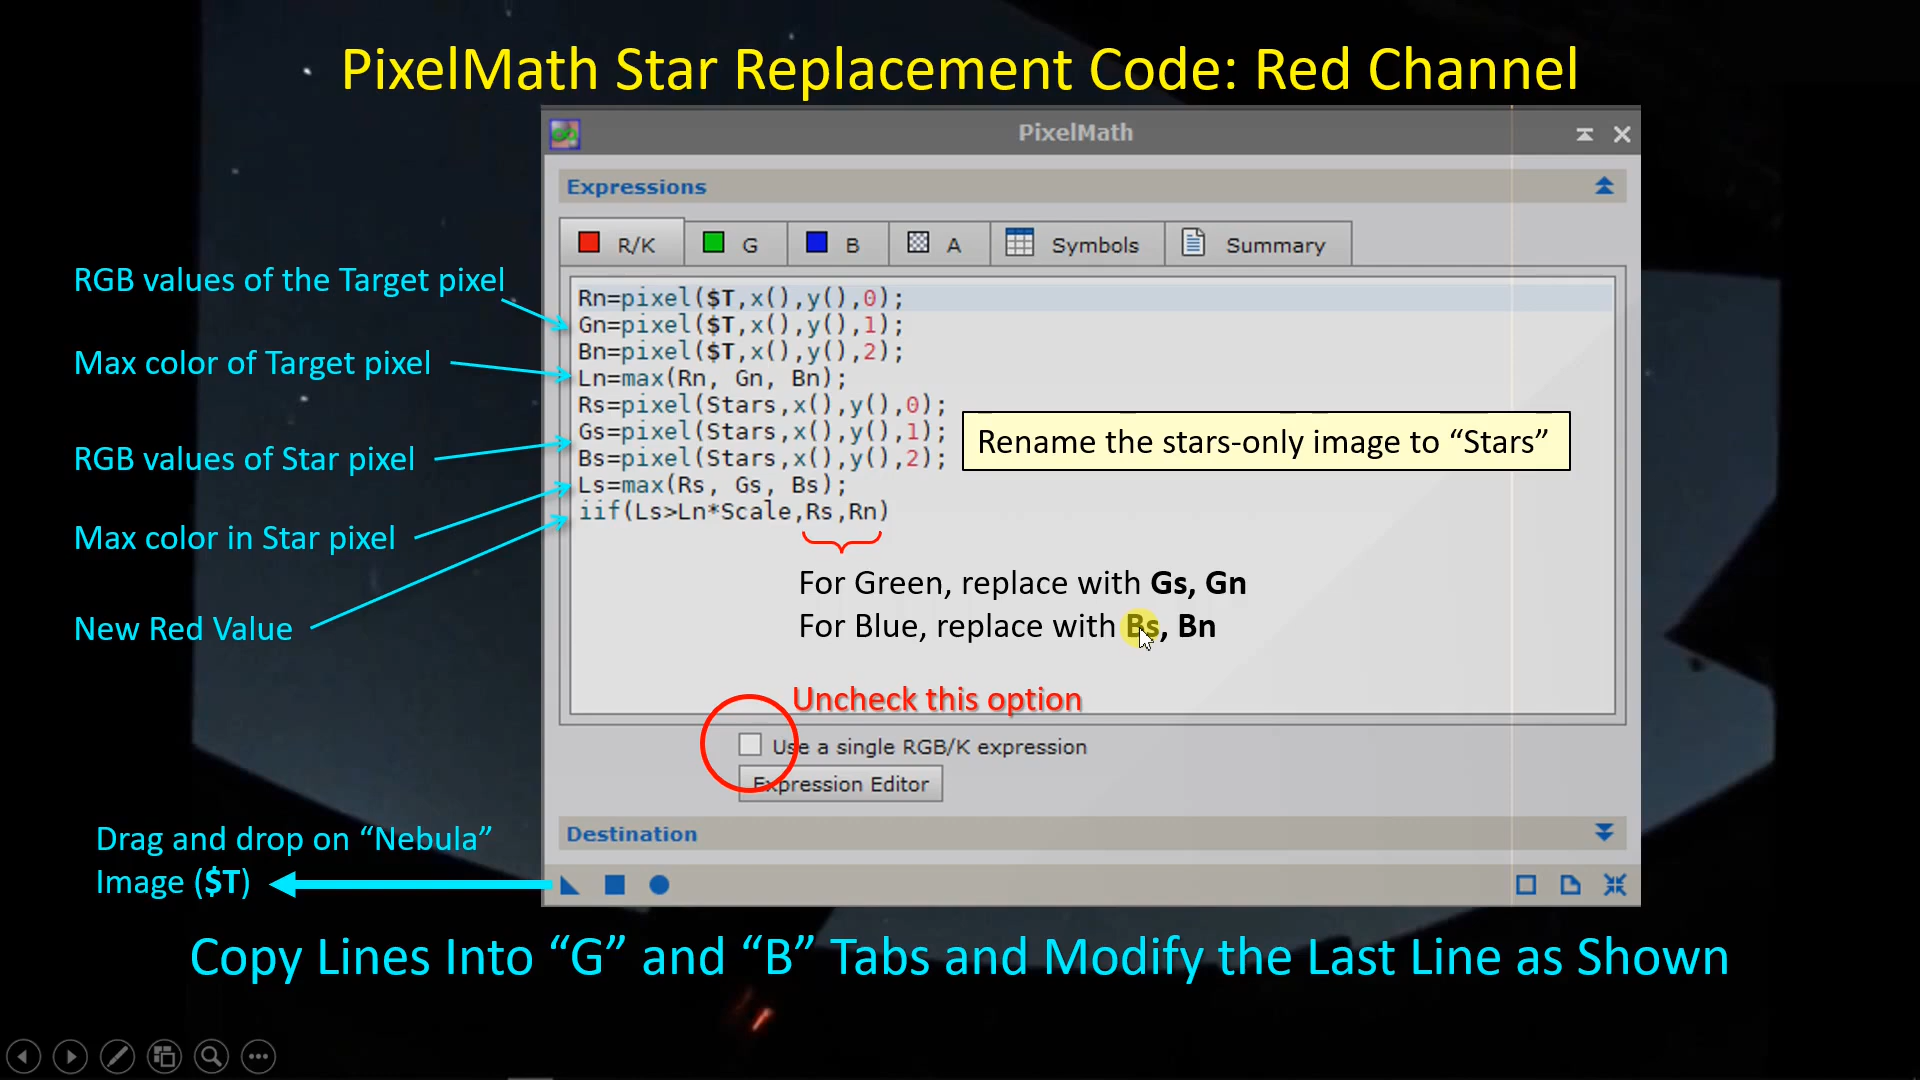 PixelMath Star Replacement Code: Red Channel
PixelMath
Expressions
R/K
G
B
A
Symbols
Summary
RGB values of the Target pixel
Max color of Target pixel
RGB values of Star pixel
Max color in Star pixel
New Red Value
Rn=pixel($T,x(),y(),0);
Gn=pixel($T,x(),y(),1);
Bn=pixel($T,x(),y(),2);
Ln=max(Rn, Gn, Bn);
Rs=pixel(Stars,x(),y(),0);
Gs=pixel(Stars,x(),y(),1);
Bs=pixel(Stars,x(),y(),2);
Ls=max(Rs, Gs, Bs);
iif(Ls>Ln*Scale,Rs,Rn)
Rename the stars-only image to “Stars”
For Green, replace with Gs, Gn
For Blue, replace with Bs, Bn
Uncheck this option
Use a single RGB/K expression
Expression Editor
Destination
Drag and drop on “Nebula”
Image ($T)
Copy Lines Into “G” and “B” Tabs and Modify the Last Line as Shown